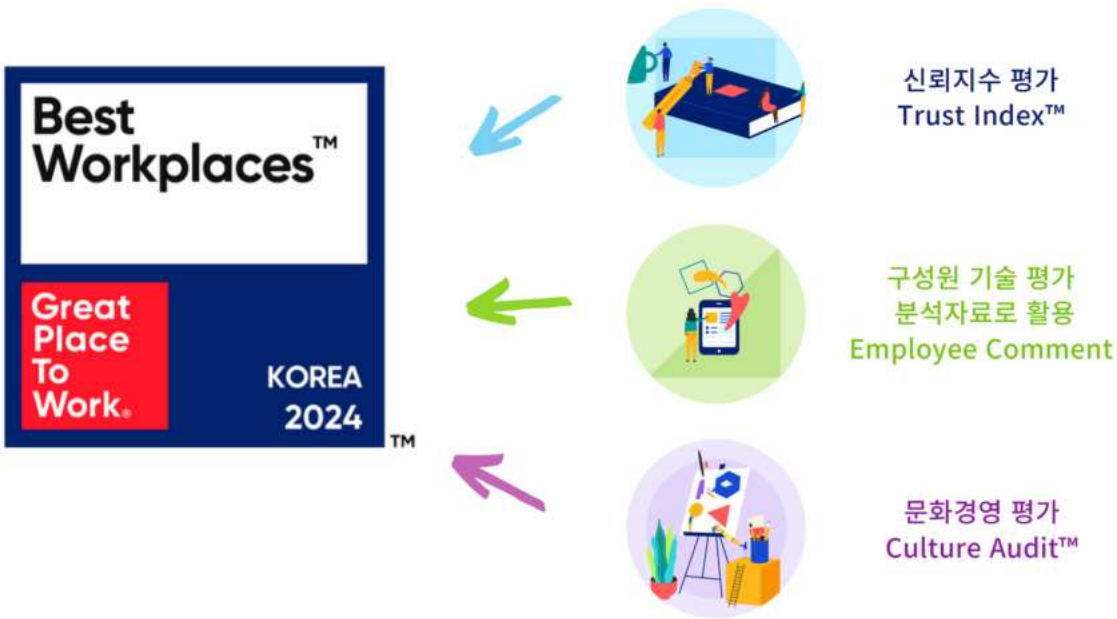 Best
Workplaces™
Great
Place
To
Work®
KOREA
2024
™
신뢰지수 평가
Trust Index™
구성원 기술 평가
분석자료로 활용
Employee Comment
문화경영 평가
Culture Audit™